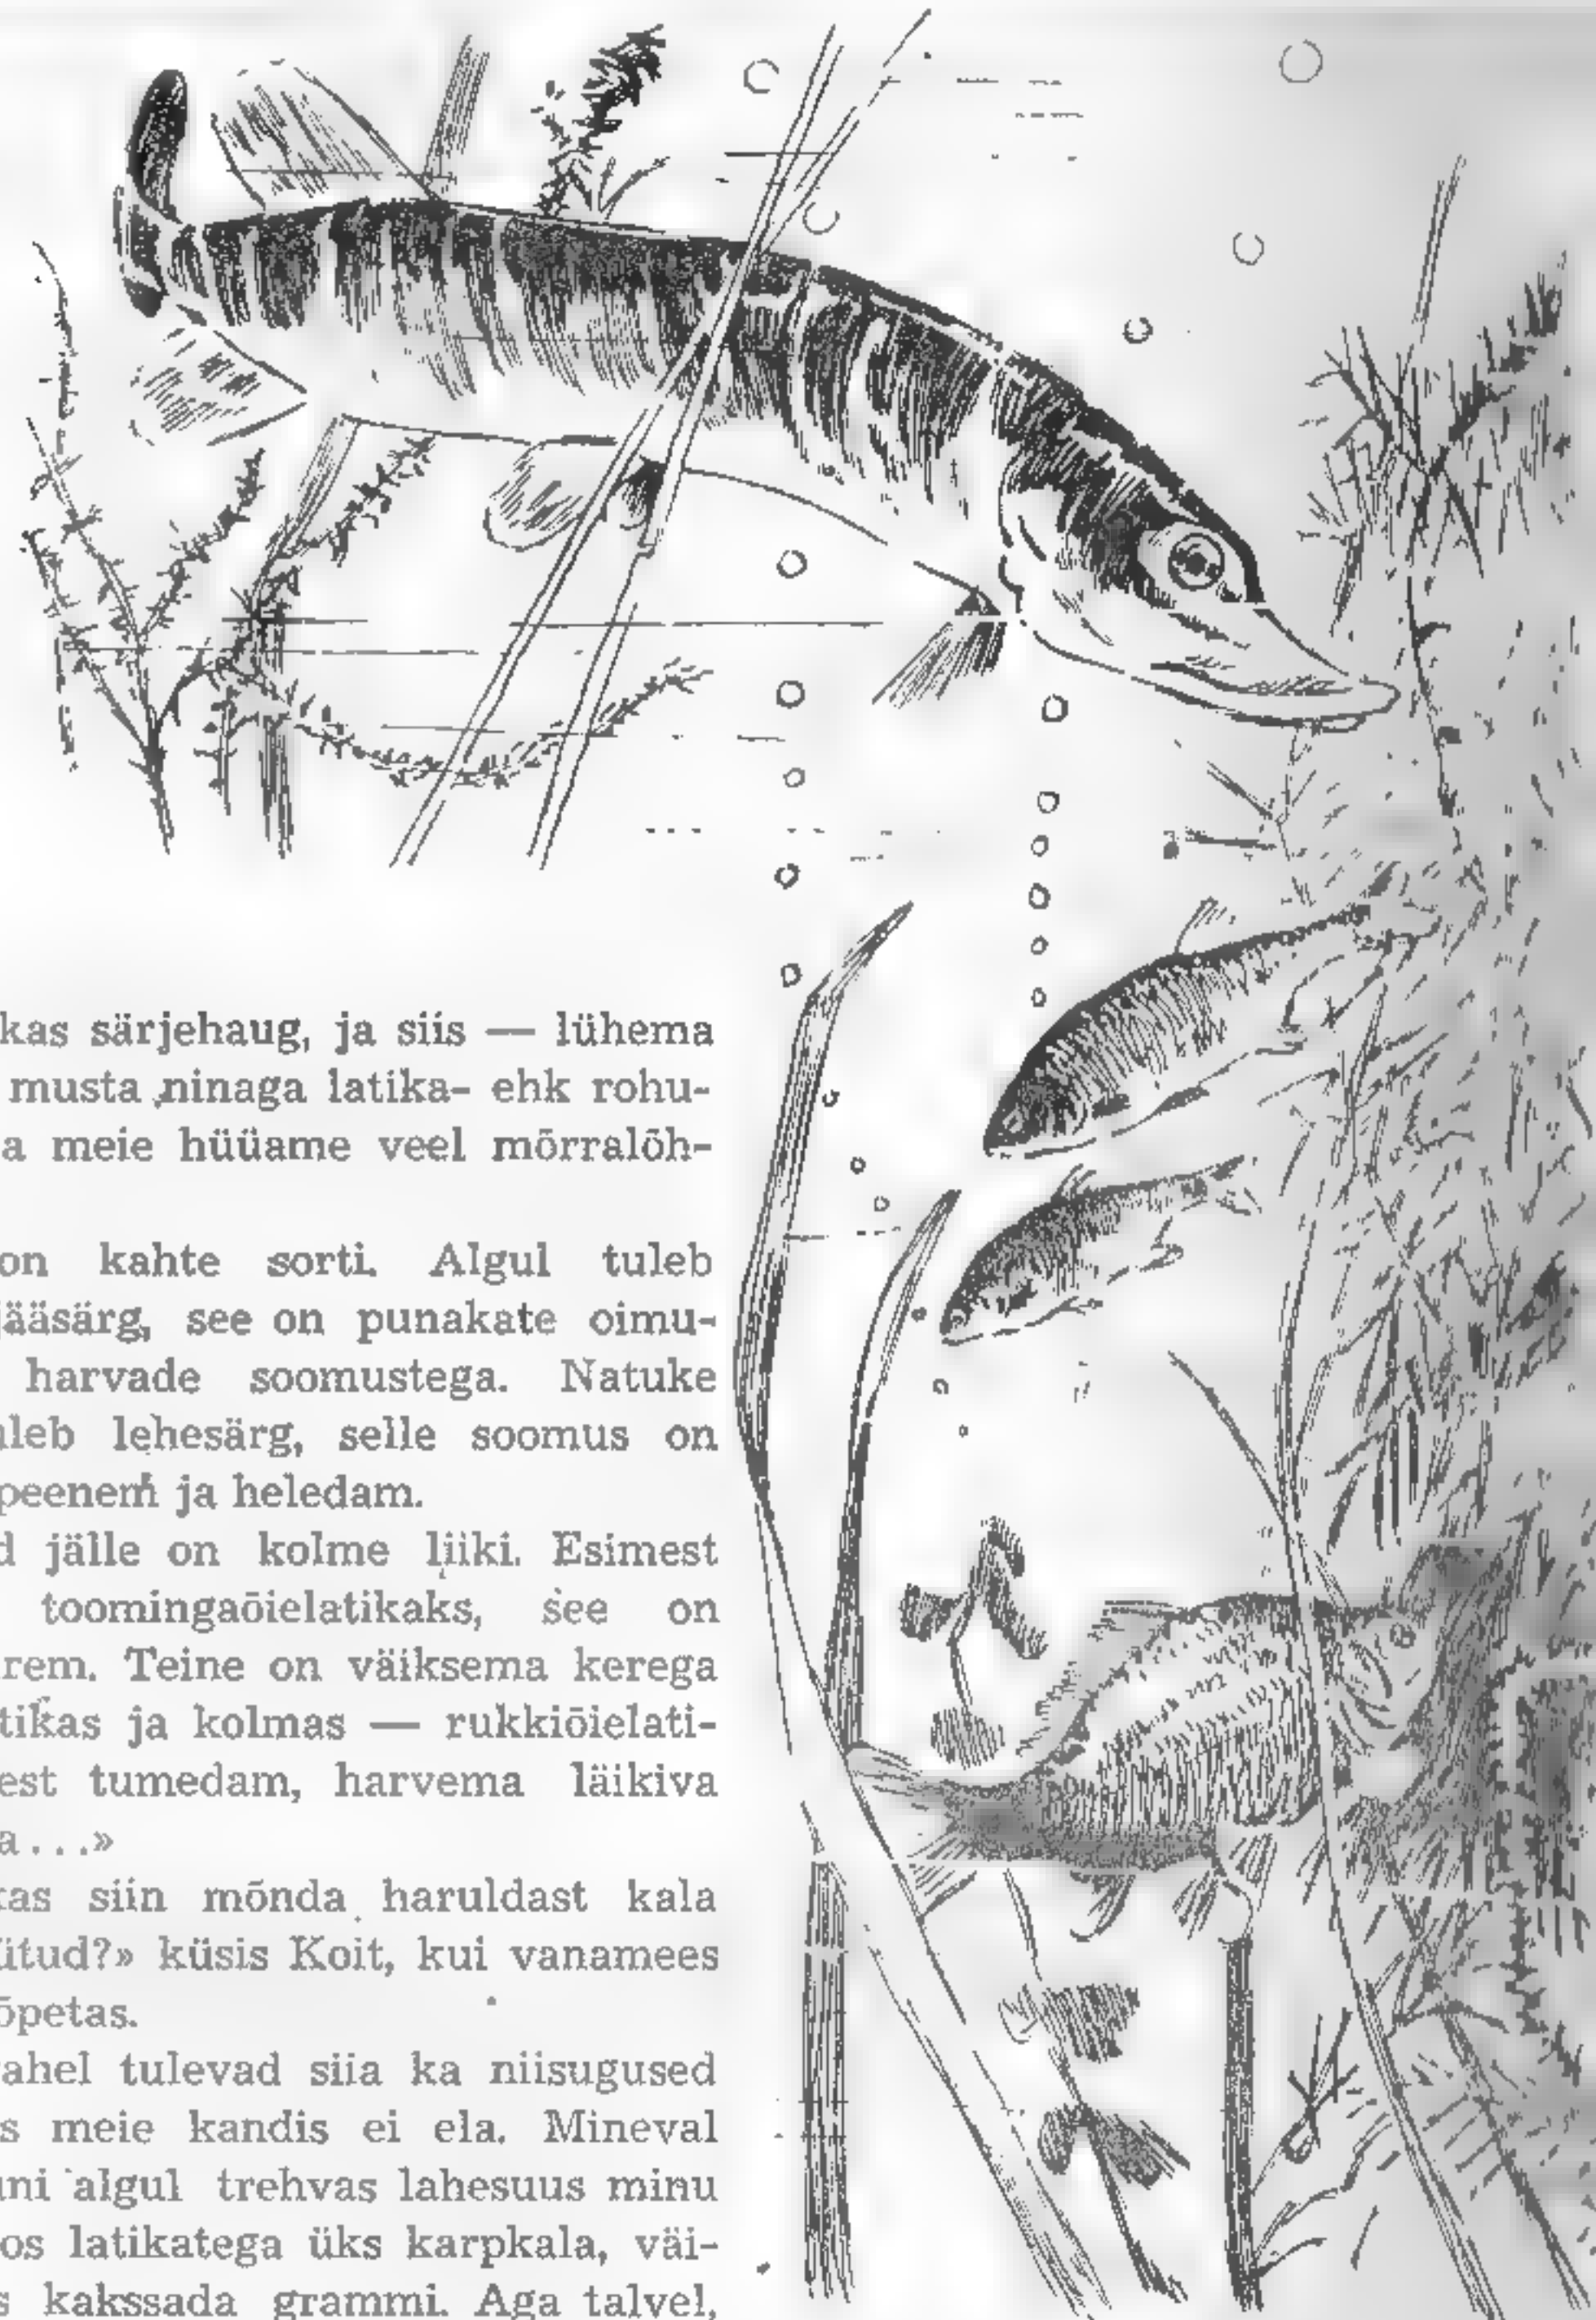 kas särjehaug, ja siis — lühema
musta ninaga latika- ehk rohu-
a meie hüüame veel mõrralõh-
on kahte sorti. Algul tuleb
jääsärg, see on punakate oimu-
harvade soomustega. Natuke
uleb lehesärg, selle soomus on
peenem ja heledam.
d jälle on kolme liiki. Esimest
toomingaõielatikaks, see on
rem. Teine on väiksema kerega
tikas ja kolmas — rukkiõielati-
est tumedam, harvema läikiva
a...»
kas siin mõnda haruldast kala
ütud?» küsis Koit, kui vanamees
õpetas.
ahel tulevad siia ka niisugused
s meie kandis ei ela. Mineval
uni algul trehvas lahesuus minu
os latikatega üks karpkala, väi-
s kakssada grammi. Aga talvel,